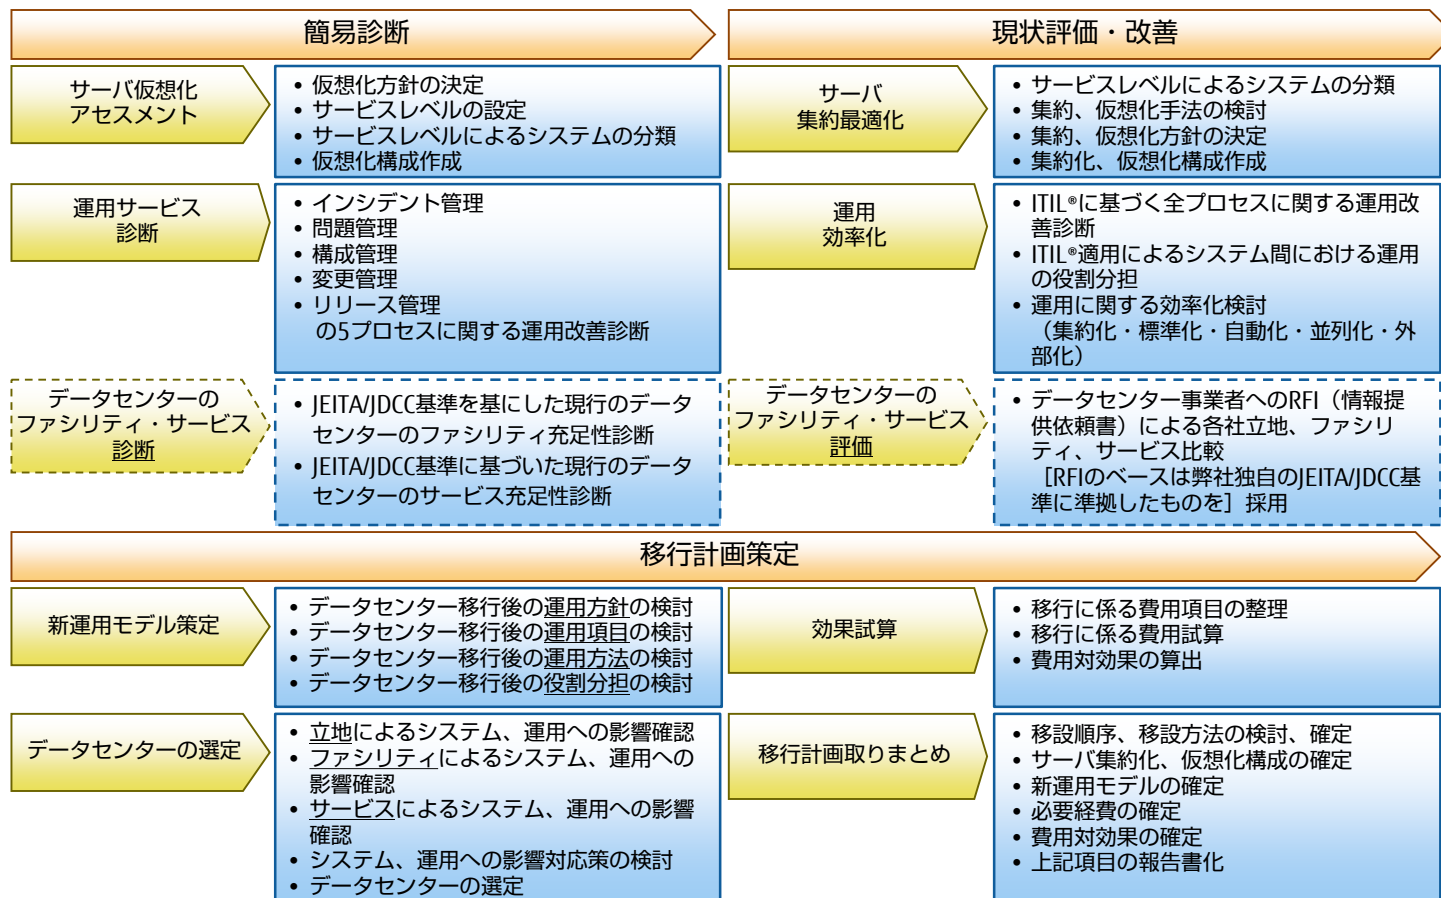 簡易診断
サーバ仮想化
アセスメント
• 仮想化方針の決定
• サービスレベルの設定
• サービスレベルによるシステムの分類
• 仮想化構成作成
運用サービス
診断
• インシデント管理
• 問題管理
• 構成管理
• 変更管理
• リリース管理
の5プロセスに関する運用改善診断
データセンターの
ファシリティ・サービス
診断
• JEITA/JDCC基準を基にした現行のデータ
センターのファシリティ充足性診断
• JEITA/JDCC基準に基づいた現行のデータ
センターのサービス充足性診断
現状評価・改善
サーバ
集約最適化
• サービスレベルによるシステムの分類
• 集約、仮想化手法の検討
• 集約、仮想化方針の決定
• 集約化、仮想化構成作成
運用
効率化
• ITIL®に基づく全プロセスに関する運用改
善診断
• ITIL®適用によるシステム間における運用
の役割分担
• 運用に関する効率化検討
（集約化・標準化・自動化・並列化・外
部化）
データセンターの
ファシリティ・サービス
評価
• データセンター事業者へのRFI（情報提
供依頼書）による各社立地、ファシリ
ティ、サービス比較
［RFIのベースは弊社独自のJEITA/JDCC基
準に準拠したものを］採用
移行計画策定
新運用モデル策定
• データセンター移行後の運用方針の検討
• データセンター移行後の運用項目の検討
• データセンター移行後の運用方法の検討
• データセンター移行後の役割分担の検討
データセンターの選定
• 立地によるシステム、運用への影響確認
• ファシリティによるシステム、運用への
影響確認
• サービスによるシステム、運用への影響
確認
• システム、運用への影響対応策の検討
• データセンターの選定
効果試算
• 移行に係る費用項目の整理
• 移行に係る費用試算
• 費用対効果の算出
移行計画取りまとめ
• 移設順序、移設方法の検討、確定
• サーバ集約化、仮想化構成の確定
• 新運用モデルの確定
• 必要経費の確定
• 費用対効果の確定
• 上記項目の報告書化